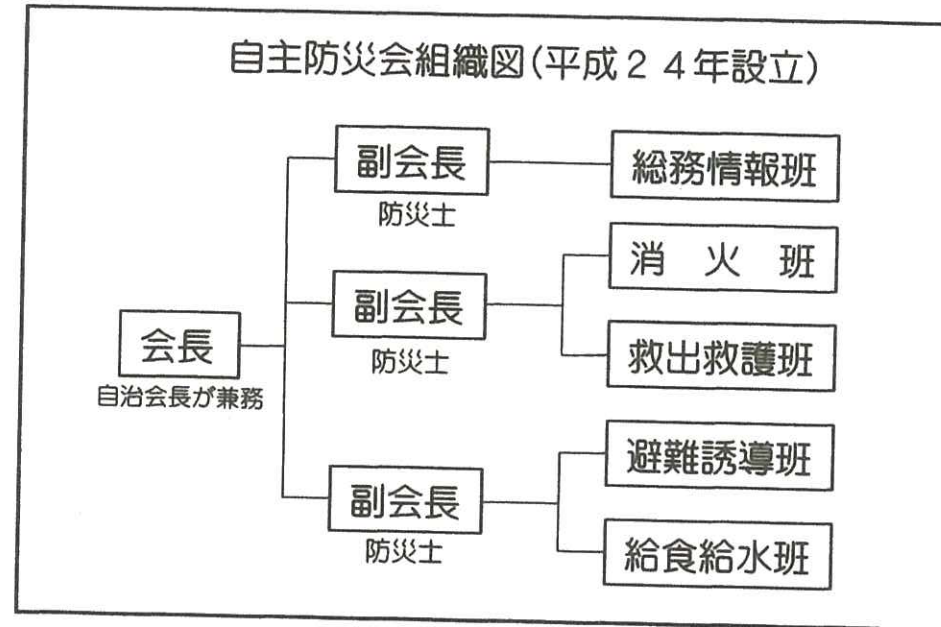 自主防災会組織図(平成２４年設立)
副会長
防災士
総務情報班
副会長
防災士
消　火　班
救出救護班
会長
自治会長が兼務
副会長
防災士
避難誘導班
給食給水班